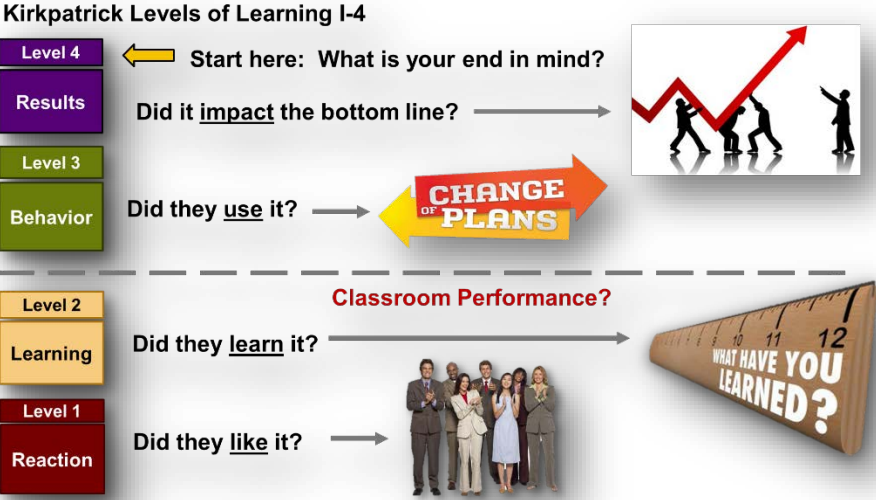 Kirkpatrick Levels of Learning I-4
Level 4
Start here:  What is your end in mind?
Results
Did it impact the bottom line?
Level 3
Behavior
Did they use it?
CHANGE
OF PLANS
Level 2
Classroom Performance?
Learning
Did they learn it?
10 11 12
WHAT HAVE YOU
LEARNED?
Level 1
Reaction
Did they like it?